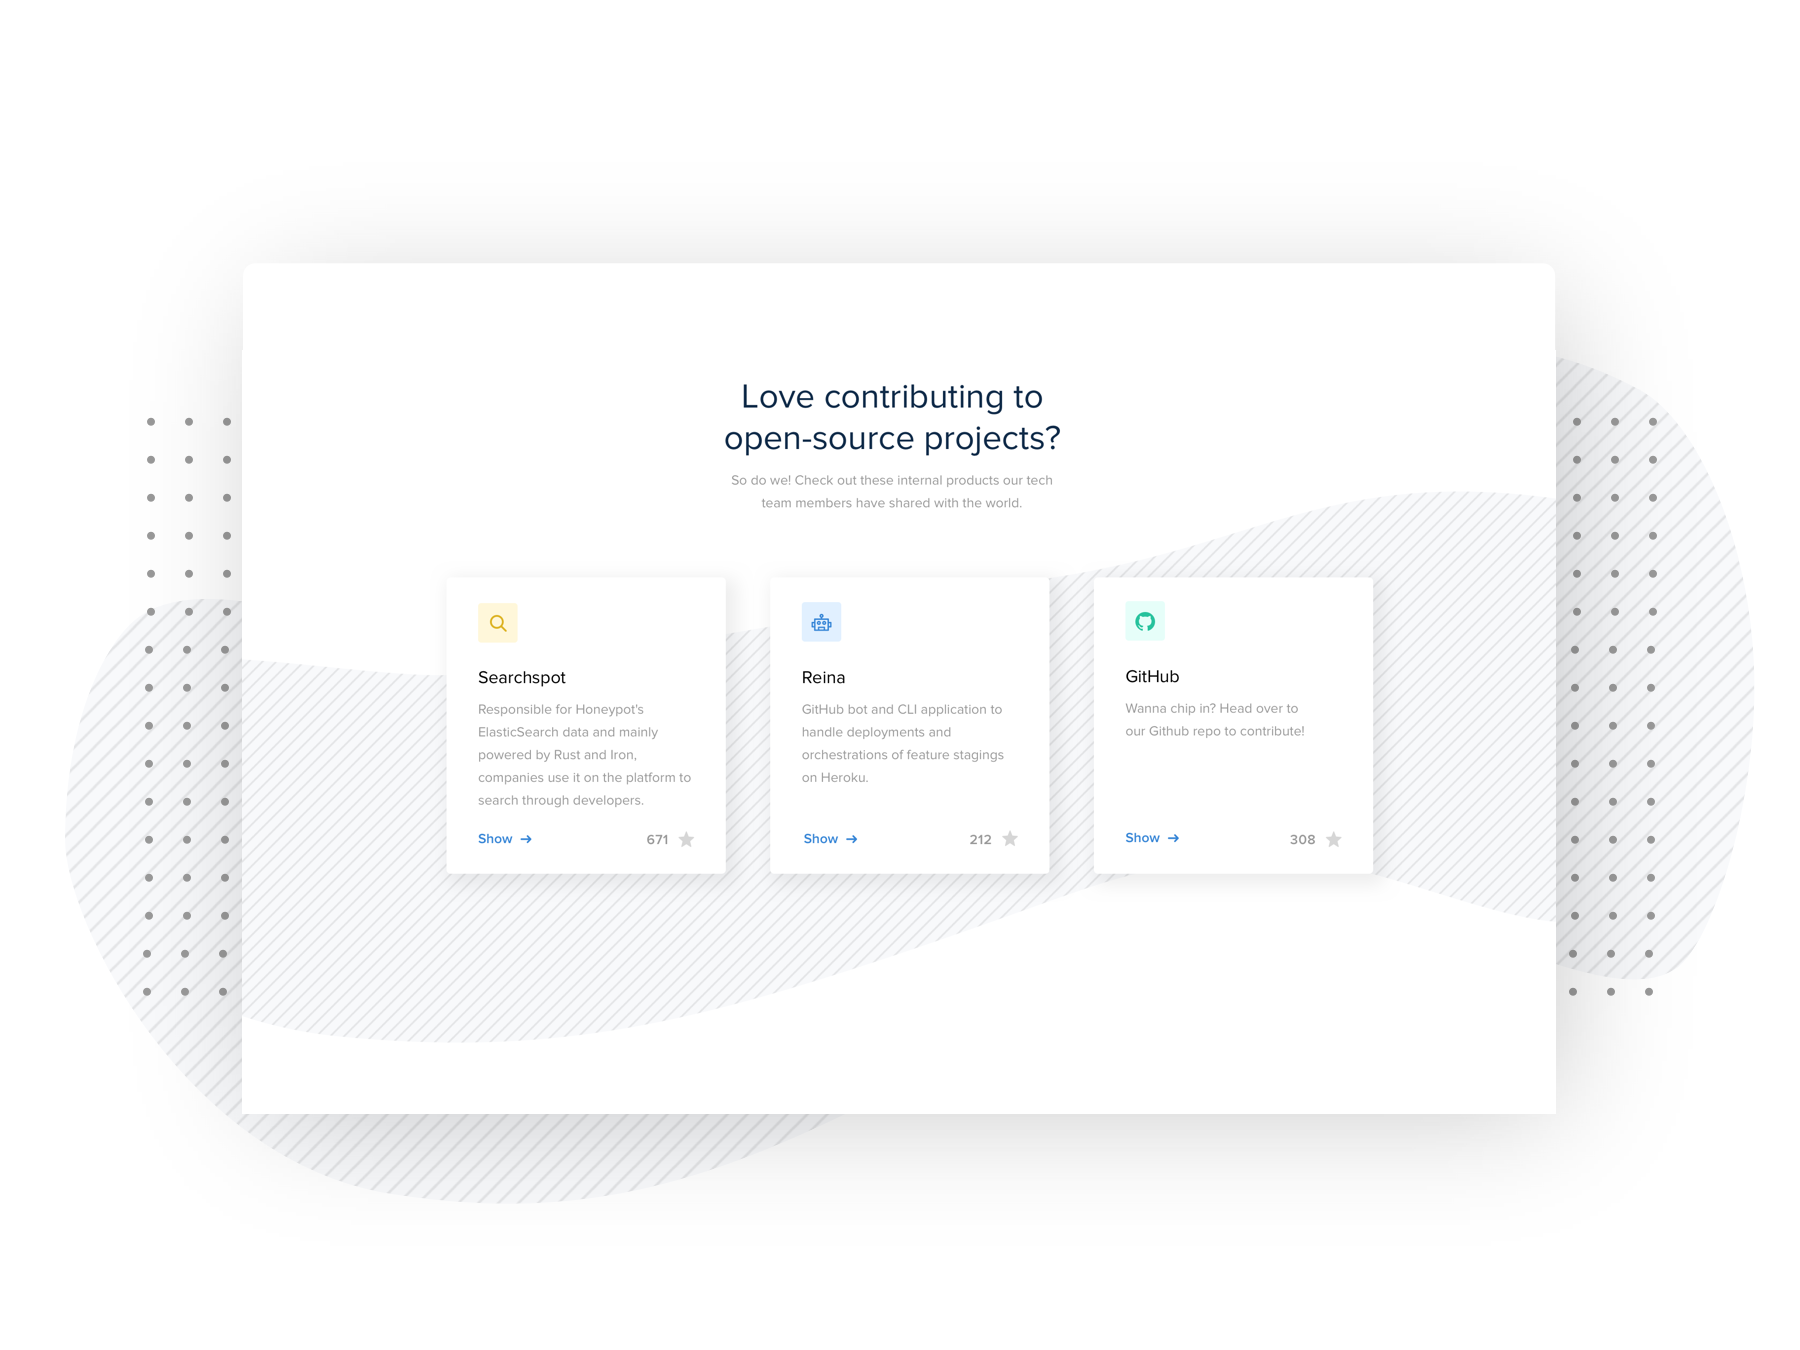 Love contributing to
open-source projects?
So do we! Check out these internal products our tech
team members have shared with the world.
Searchspot
Responsible for Honeypot's
ElasticSearch data and mainly
powered by Rust and Iron,
companies use it on the platform to
search through developers.
Show
671
Reina
GitHub bot and CLI application to
handle deployments and
orchestrations of feature stagings
on Heroku.
Show
212
GitHub
Wanna chip in? Head over to
our Github repo to contribute!
Show
308